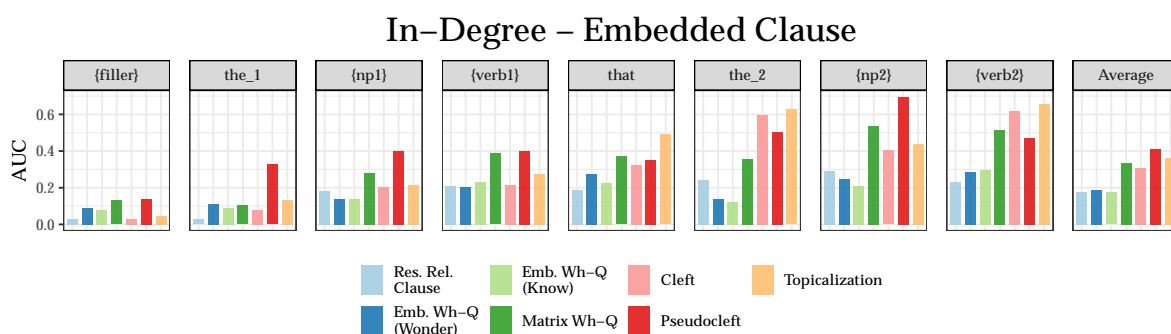 In–Degree – Embedded Clause
{filler} the_1 {np1} {verb1} that the_2 {np2} {verb2} Average
AUC
0.6
0.4
0.2
0.0
Res. Rel. Clause
Emb. Wh–Q (Wonder)
Emb. Wh–Q (Know)
Matrix Wh–Q
Cleft
Pseudocleft
Topicalization